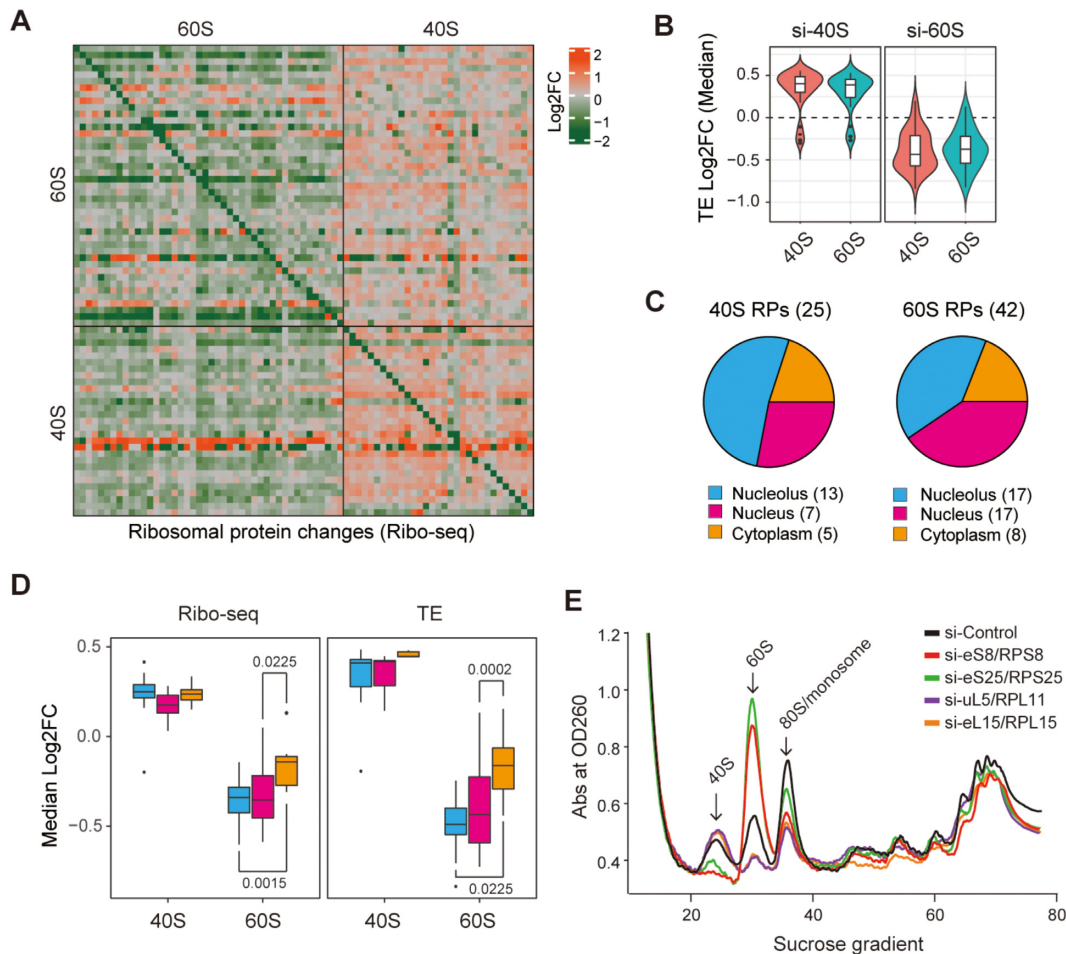 A
60S
40S
60S
40S
2
1
0
−1
−2
Log2FC
Ribosomal protein changes (Ribo-seq)
B
si-40S
si-60S
TE Log2FC (Median)
0.5
0.0
−0.5
−1.0
40S
60S
40S
60S
C
40S RPs (25)
60S RPs (42)
Nucleolus (13)
Nucleus (7)
Cytoplasm (5)
Nucleolus (17)
Nucleus (17)
Cytoplasm (8)
D
Ribo-seq
TE
Median Log2FC
0.5
0.0
−0.5
0.0225
0.0015
0.0002
0.0225
40S
60S
40S
60S
E
Abs at OD260
1.2
1.0
0.8
0.6
0.4
40S
60S
80S/monosome
si-Control
si-eS8/RPS8
si-eS25/RPS25
si-uL5/RPL11
si-eL15/RPL15
20
40
60
80
Sucrose gradient